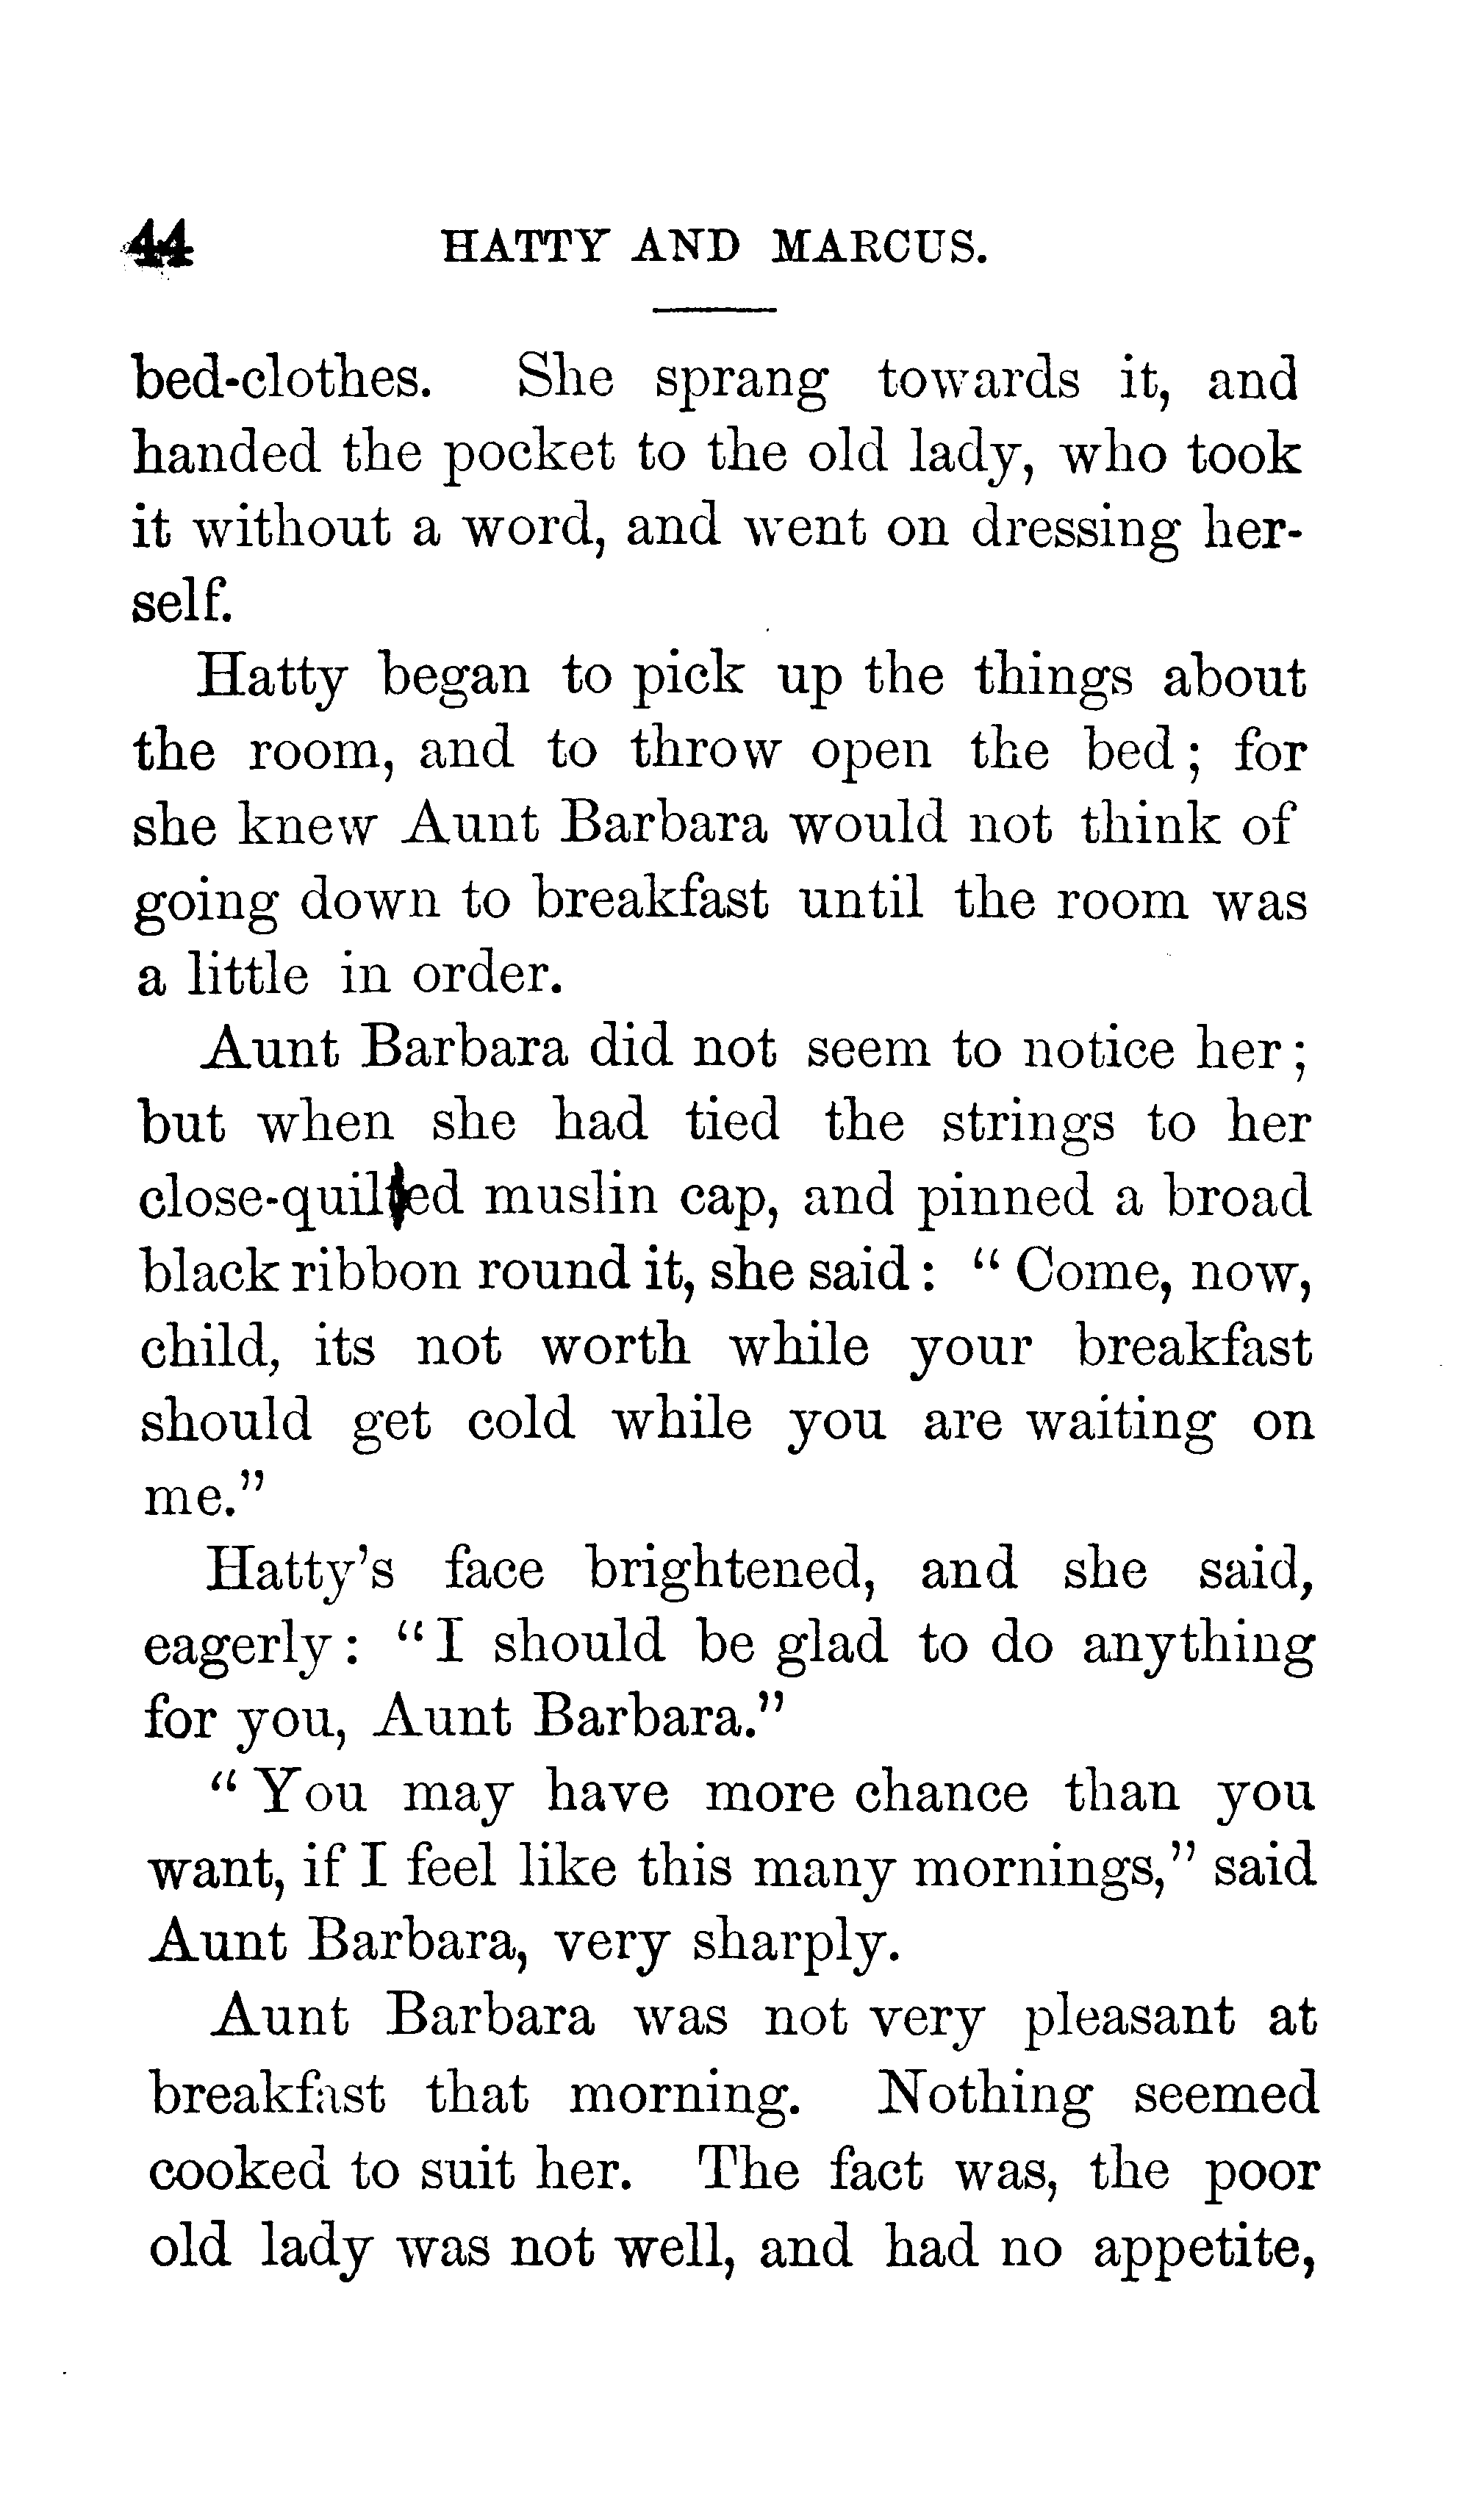 44 HATTY AND MARCUS.
bed-clothes. She sprang towards it, and
handed the pocket to the old lady, who took
it without a word, and went on dressing her-
self.
Hatty began to pick up the things about
the room, and to throw open the bed; for
she knew Aunt Barbara would not think of
going down to breakfast until the room was
a little in order.
Aunt Barbara did not seem to notice her;
but when she had tied the strings to her
close-quilted muslin cap, and pinned a broad
black ribbon round it, she said: "Come, now,
child, its not worth while your breakfast
should get cold while you are waiting on
me."
Hatty's face brightened, and she said,
eagerly: "I should be glad to do anything
for you, Aunt Barbara."
"You may have more chance than you
want, if I feel like this many mornings," said
Aunt Barbara, very sharply.
Aunt Barbara was not very pleasant at
breakfast that morning. Nothing seemed
cooked to suit her. The fact was, the poor
old lady was not well, and had no appetite,